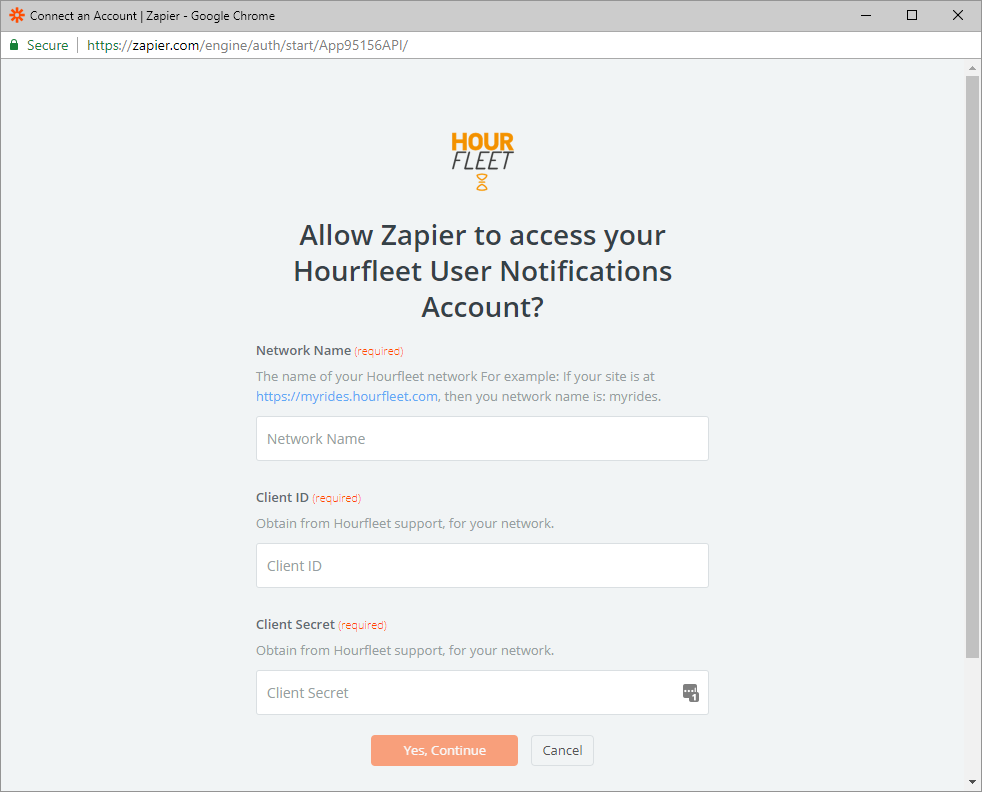 Connect an Account | Zapier - Google Chrome
Secure https://zapier.com/engine/auth/start/App95156API/
HOUR
FLEET
Allow Zapier to access your
Hourfleet User Notifications
Account?
Network Name (required)
The name of your Hourfleet network For example: If your site is at
https://myrides.hourfleet.com, then you network name is: myrides.
Network Name
Client ID (required)
Obtain from Hourfleet support, for your network.
Client ID
Client Secret (required)
Obtain from Hourfleet support, for your network.
Client Secret
1
Yes, Continue
Cancel